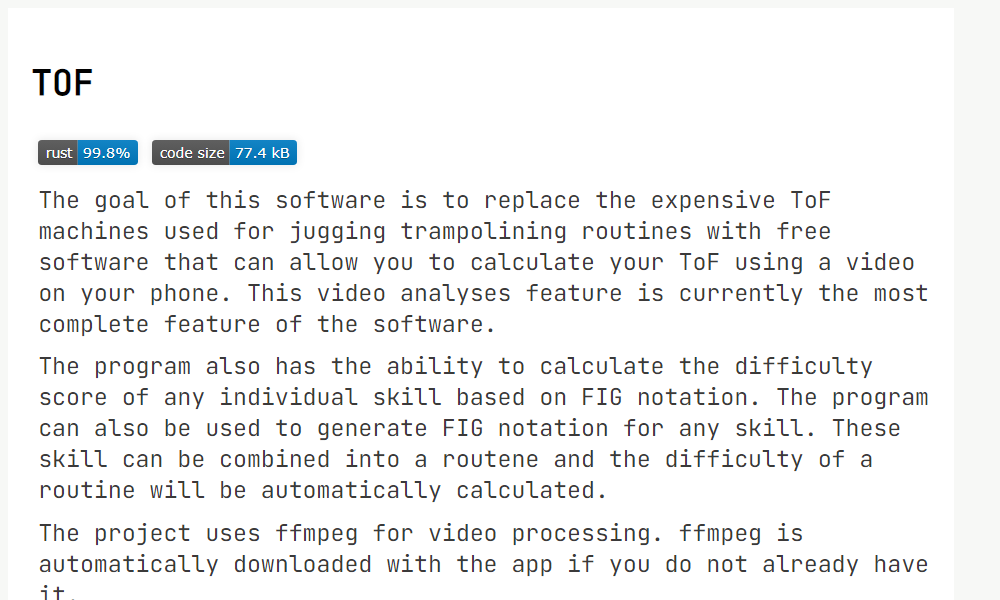 TOF
rust 99.8% code size 77.4 kB
The goal of this software is to replace the expensive ToF
machines used for jugging trampolining routines with free
software that can allow you to calculate your ToF using a video
on your phone. This video analyses feature is currently the most
complete feature of the software.
The program also has the ability to calculate the difficulty
score of any individual skill based on FIG notation. The program
can also be used to generate FIG notation for any skill. These
skill can be combined into a routene and the difficulty of a
routine will be automatically calculated.
The project uses ffmpeg for video processing. ffmpeg is
automatically downloaded with the app if you do not already have
it.